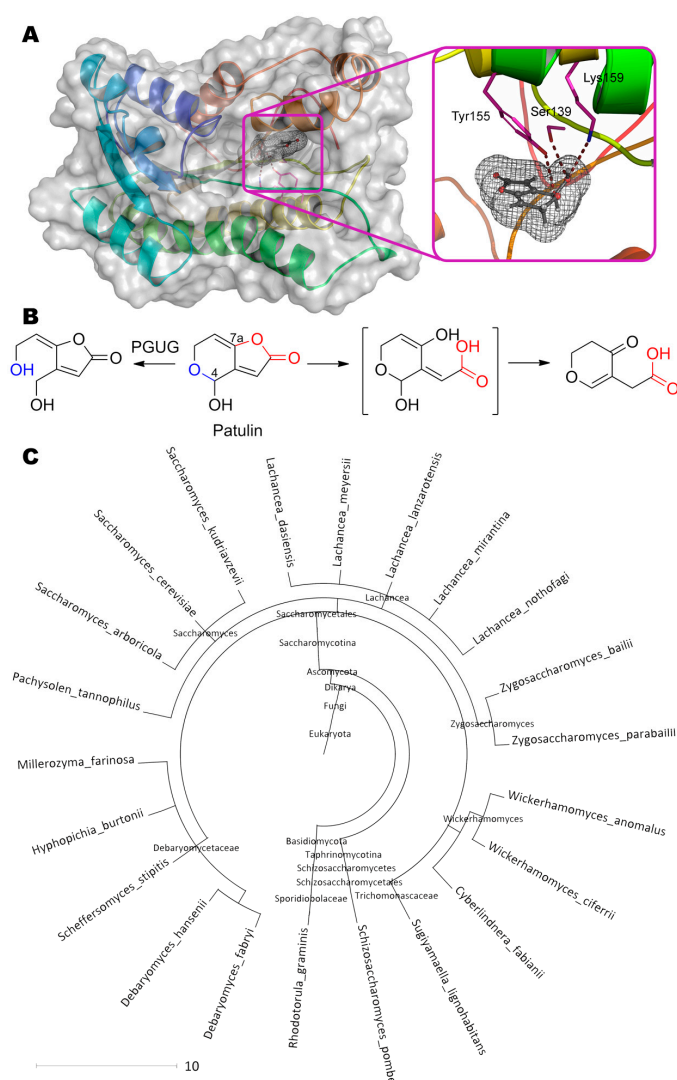 A
Lys159
Ser139
Tyr155
B
PGUG
O
O
OH
OH
7a
O
O
O
4
OH
Patulin
OH
OH
O
O
OH
O
OH
O
O
C
Saccharomyces_kudriavzevii
Lachancea_dasiensis
Lachancea_meyersii
Lachancea_lanzarotensis
Lachancea_mirantina
Lachancea_nothofagi
Saccharomyces_cerevisiae
Saccharomyces_arboricola
Pachysolen_tannophilus
Zygosaccharomyces_bailii
Zygosaccharomyces_parabailii
Lachancea
Saccharomycetales
Saccharomyces
Saccharomycotina
Ascomycota
Dikarya
Fungi
Zygosaccharomyces
Eukaryota
Millerozyma_farinosa
Hyphopichia_burtonii
Scheffersomyces_stipitis
Debaryomyces_hansenii
Debaryomyces_fabryi
Wickerhamomyces_anomalus
Wickerhamomyces
Wickerhamomyces_ciferrii
Cyberlindnera_fabianii
Debaryomycetaceae
Basidiomycota
Taphrinomycotina
Schizosaccharomycetes
Schizosaccharomycetales
Sporidiobolaceae
Trichomonascaceae
Rhodotorula_graminis
Schizosaccharomyces_pombe
Sugiyamaella_lignohabitans
10